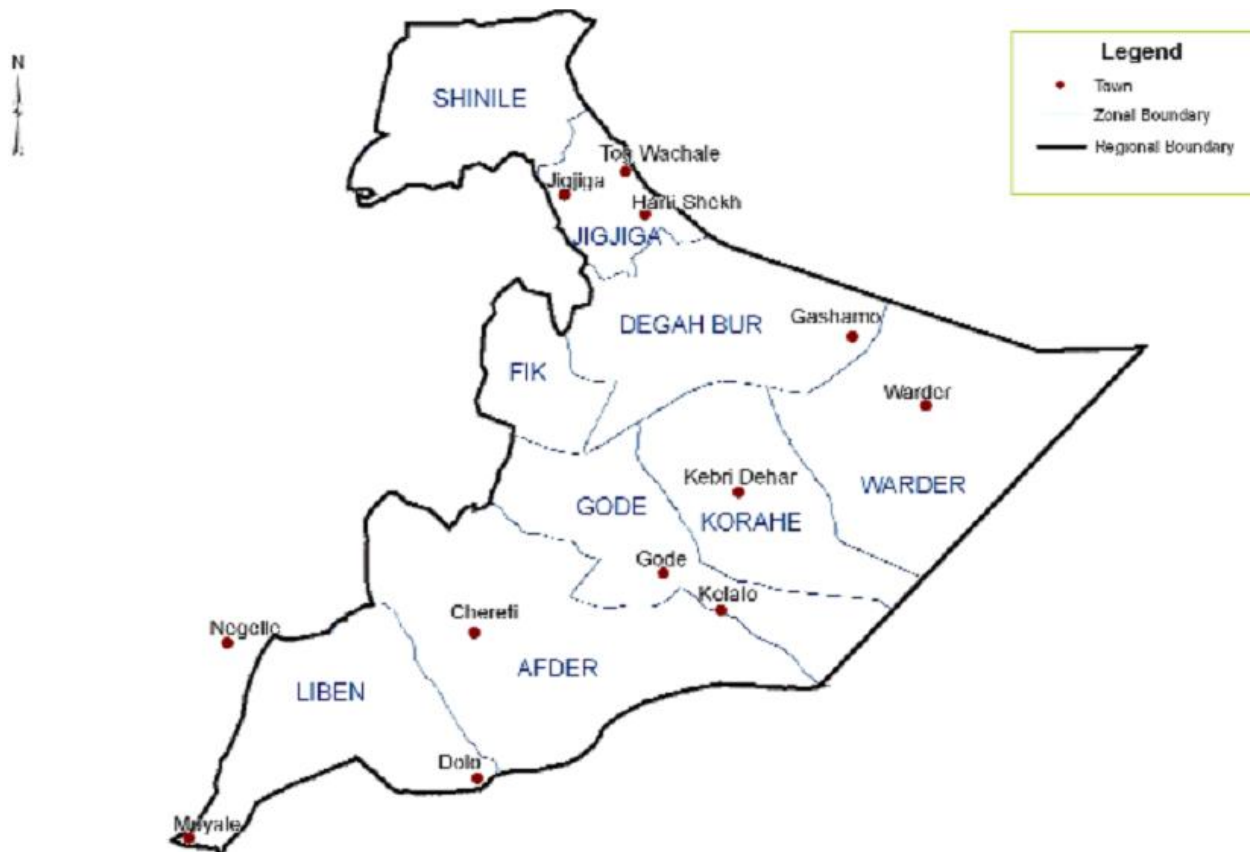 N
Legend
Town
Zonal Boundary
Regional Boundary
SHINILE
Tog Wachale
Jigjiga
Harti Shekh
JIGJIGA
DEGAH BUR
Gashamo
FIK
Warder
Kebri Dehar
WARDER
GODE
KORAHE
Gode
Kelafo
Chereti
Negelle
AFDER
LIBEN
Dolo
Moyale